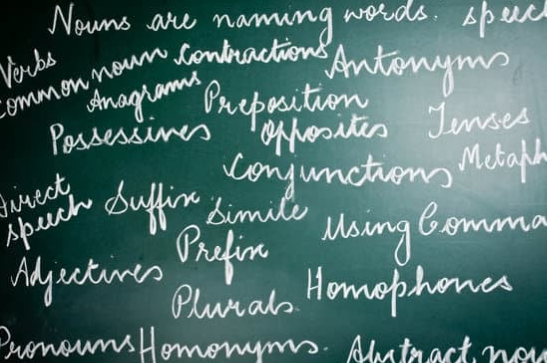 Nouns are naming words. speec
Verbs
common noun contractions Antonyms
Anagrams Preposition
Possessives opposites Tenses
conjunctions Metaph
Direct
speech Suffix Simile Using Comma
Prefix
Adjectives Homophones
Plurals
Pronouns Homonyms. Abstract nou